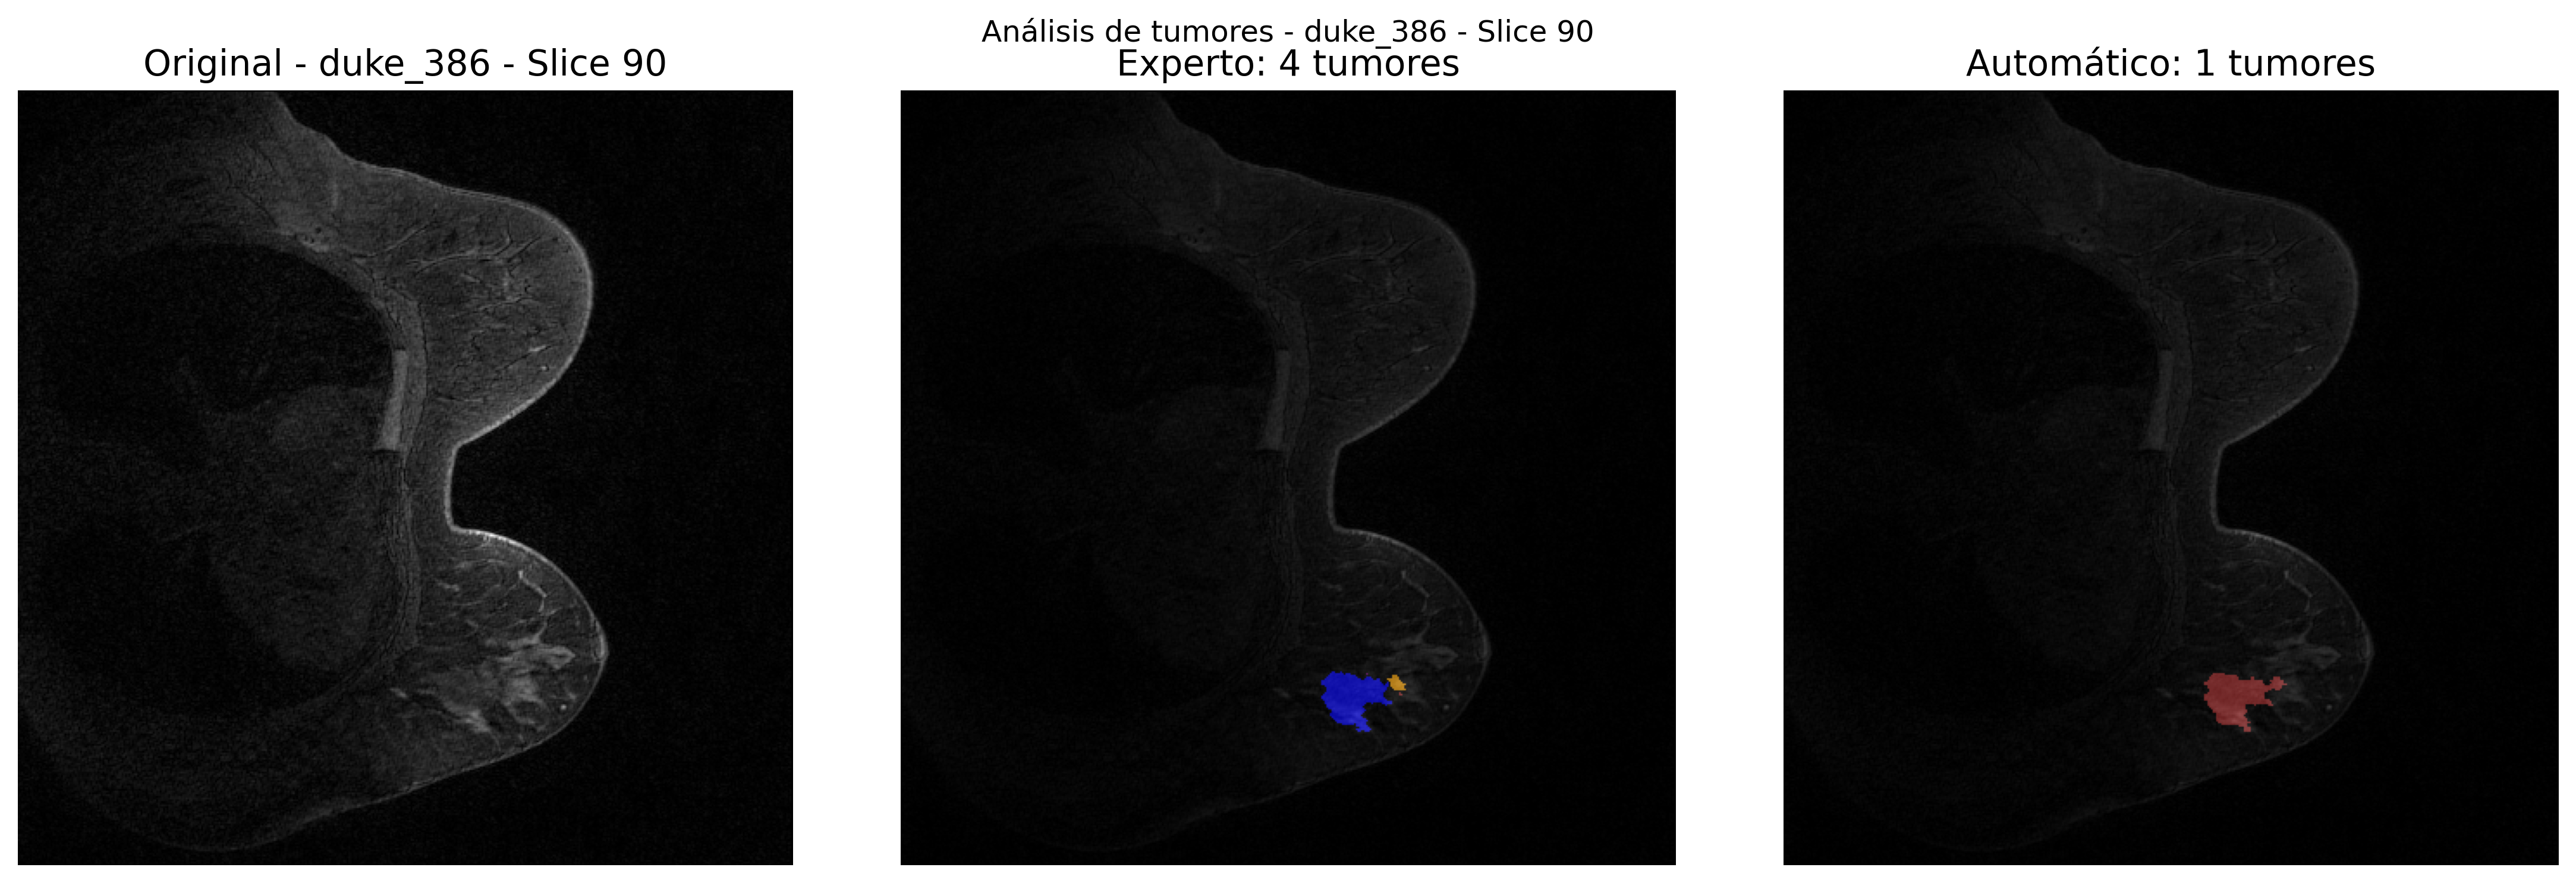 Análisis de tumores - duke_386 - Slice 90
Original - duke_386 - Slice 90
Experto: 4 tumores
Automático: 1 tumores